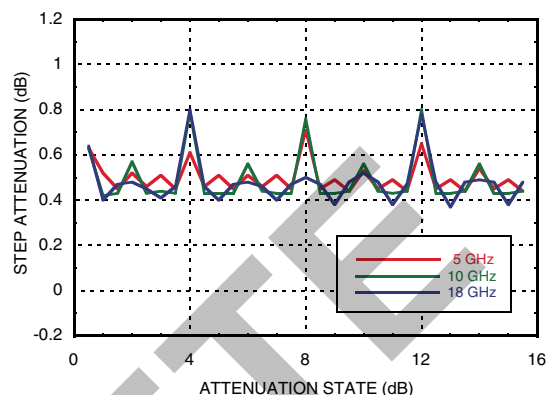 STEP ATTENUATION (dB)
1.2
1
0.8
0.6
0.4
0.2
0
-0.2
5 GHz
10 GHz
18 GHz
0 4 8 12 16
ATTENUATION STATE (dB)